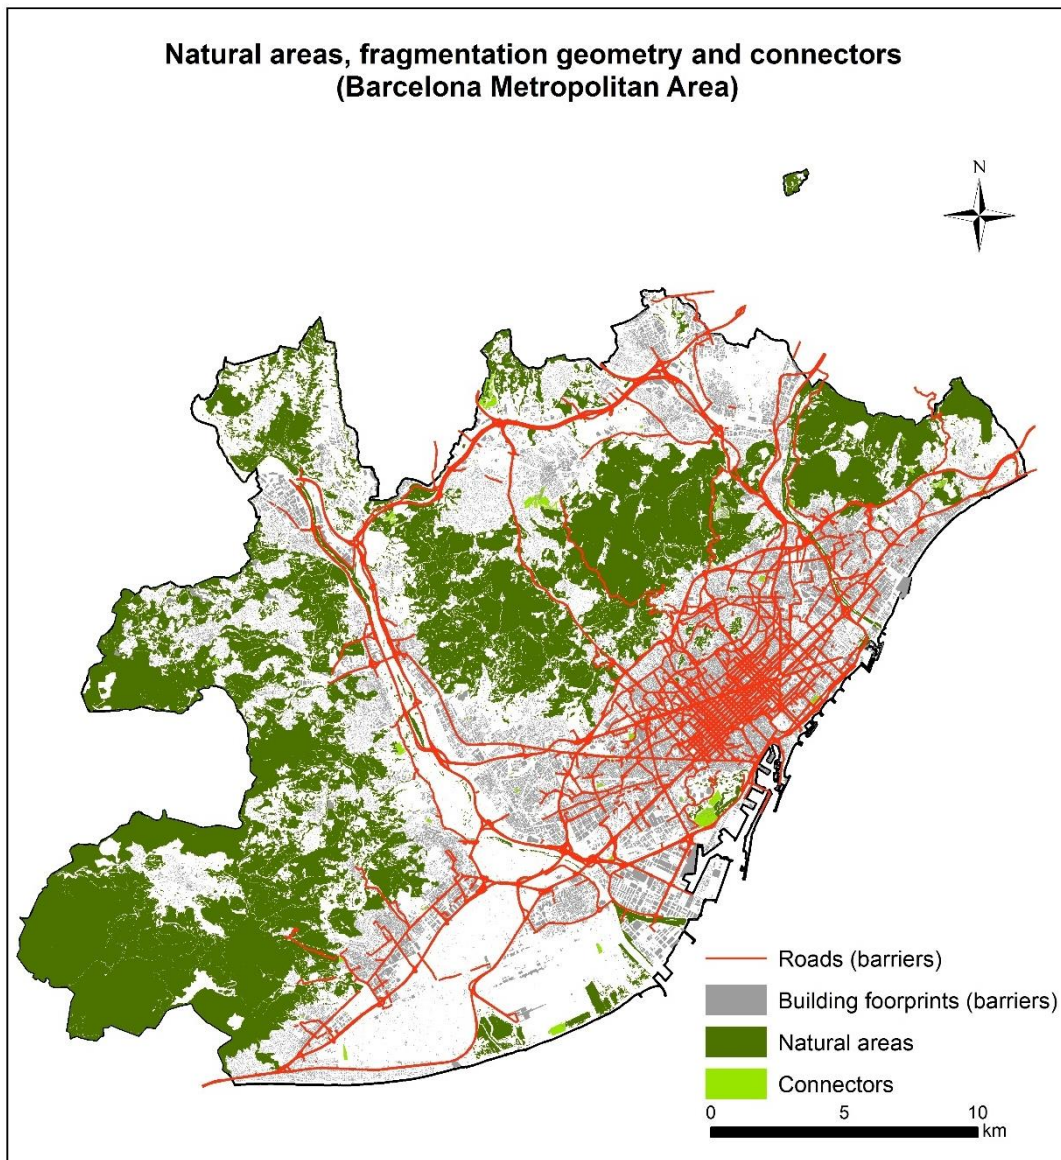 Natural areas, fragmentation geometry and connectors
(Barcelona Metropolitan Area)
N
Roads (barriers)
Building foorprints (barriers)
Natural areas
Connectors
0 5 10
km